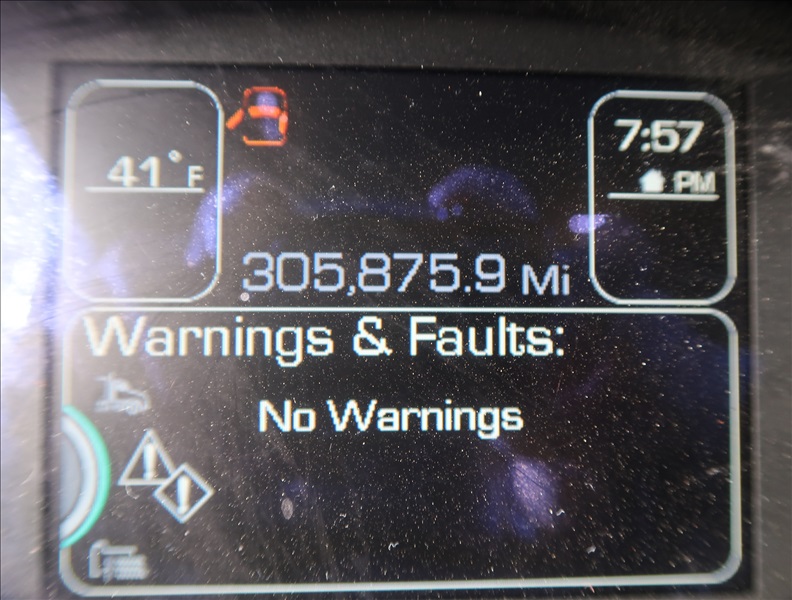 41°F
7:57
PM
305,875.9 Mi
Warnings & Faults:
No Warnings